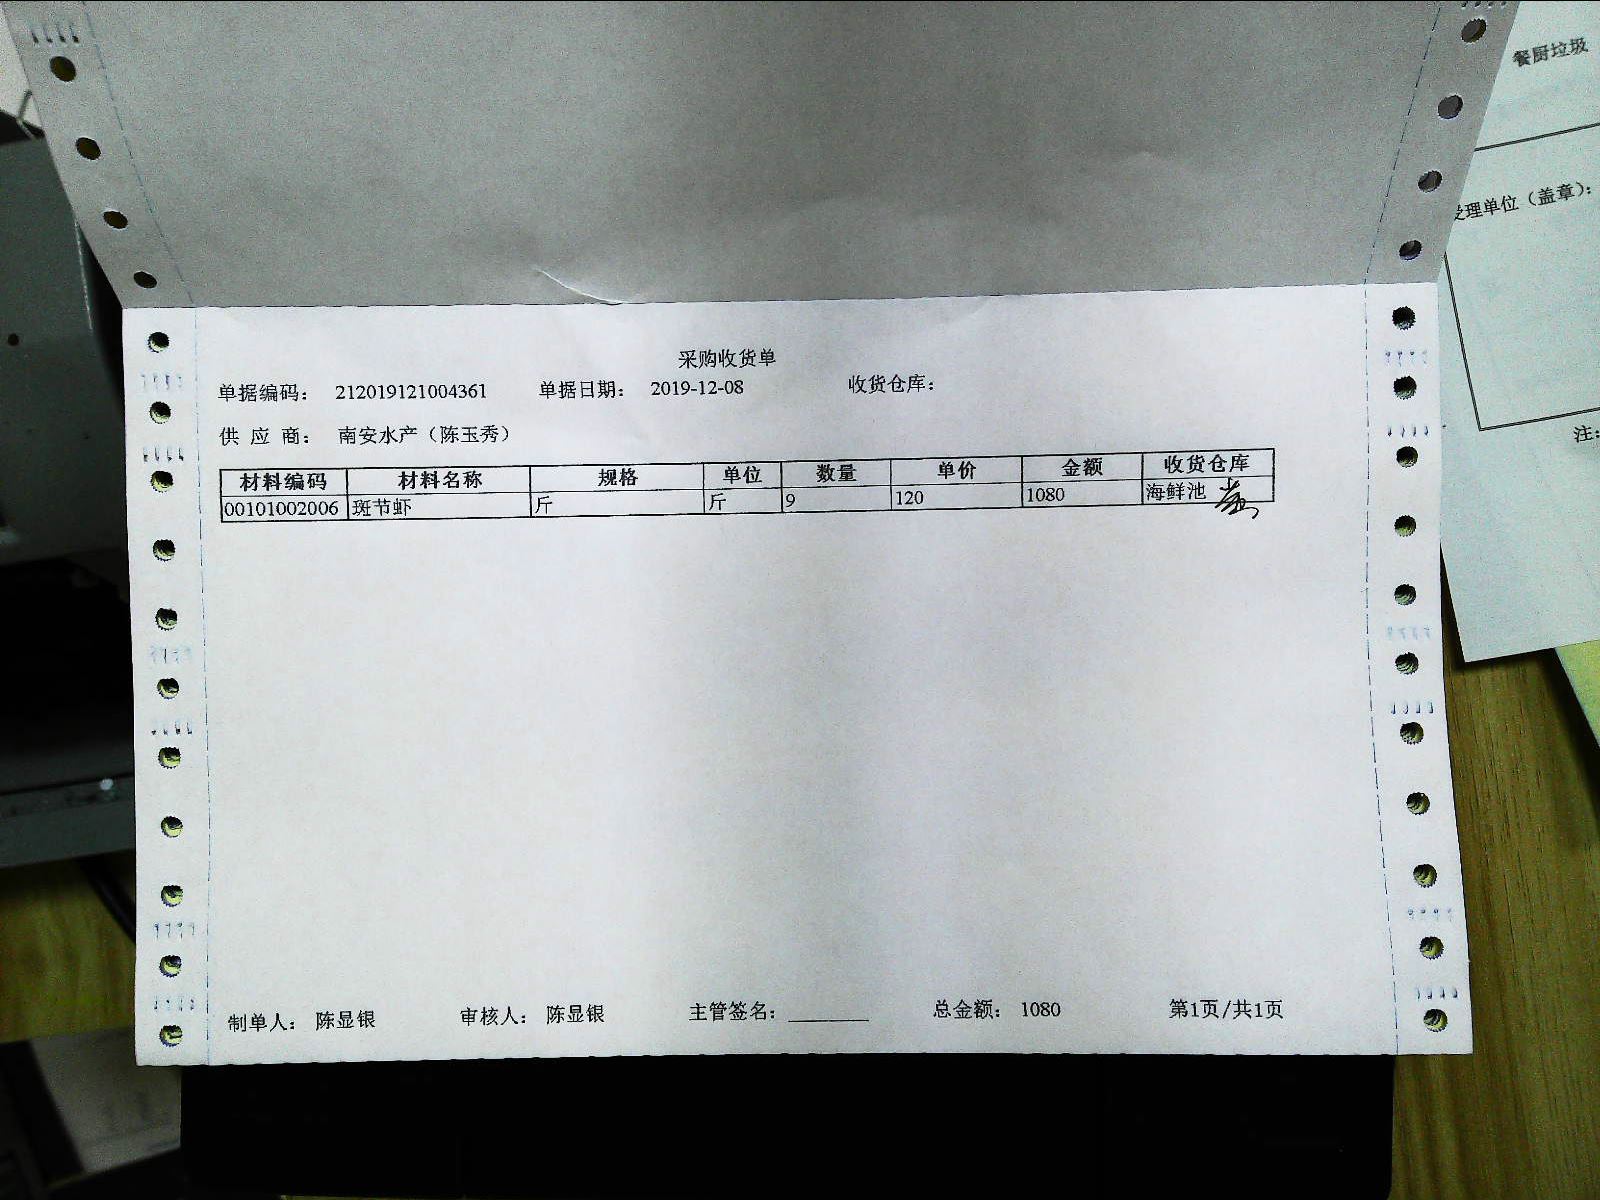 餐厨垃圾
受理单位（盖章）：
注：
采购收货单
单据编码： 212019121004361 单据日期： 2019-12-08 收货仓库：
供 应 商： 南安水产（陈玉秀）
材料编码 材料名称 规格 单位 数量 单价 金额 收货仓库
00101002006 斑节虾 斤 斤 9 120 1080 海鲜池
制单人： 陈显银 审核人： 陈显银 主管签名：________ 总金额： 1080 第1页/共1页